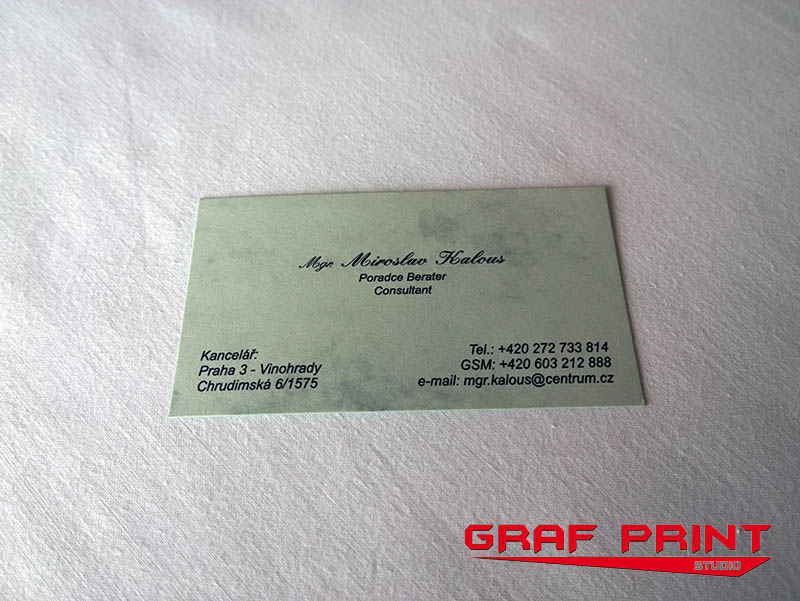 Mgr. Miroslav Kalous
Poradce Berater
Consultant
Kancelář:
Praha 3 - Vinohrady
Chrudimská 6/1575
Tel.: +420 272 733 814
GSM: +420 603 212 888
e-mail: mgr.kalous@centrum.cz
GRAF PRINT
STUDIO